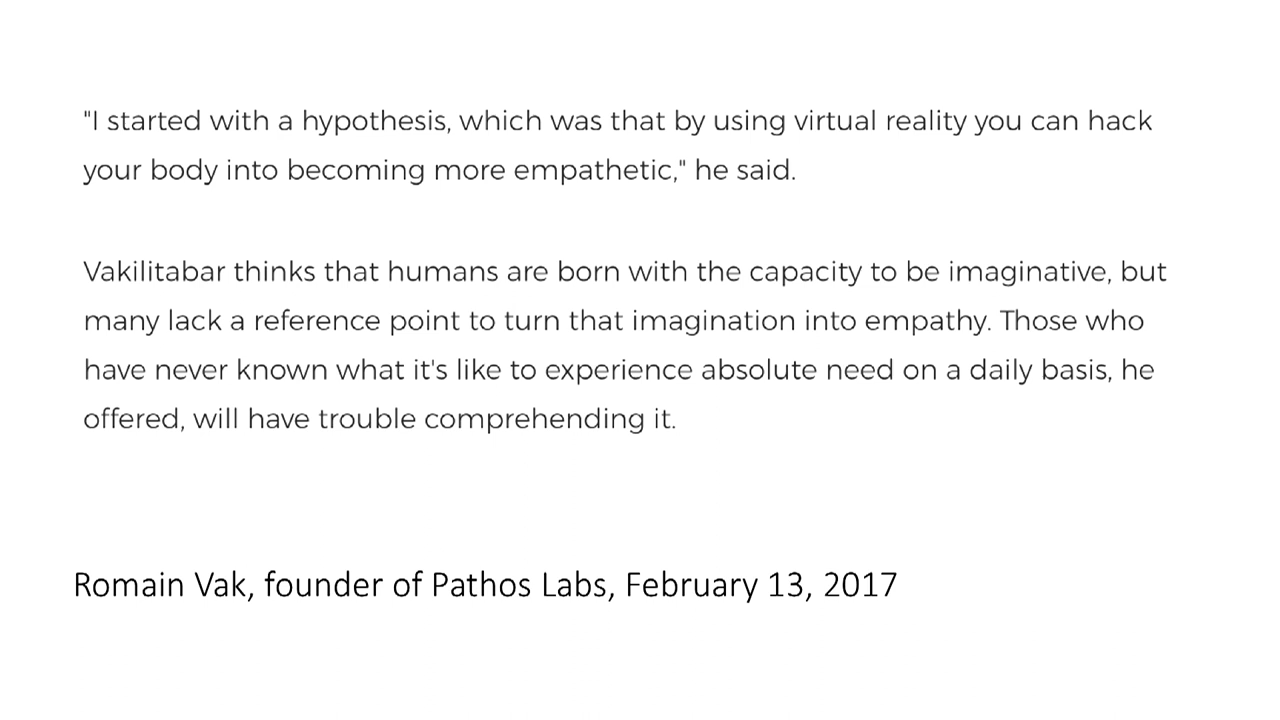 "I started with a hypothesis, which was that by using virtual reality you can hack
your body into becoming more empathetic," he said.
Vakilitabar thinks that humans are born with the capacity to be imaginative, but
many lack a reference point to turn that imagination into empathy. Those who
have never known what it's like to experience absolute need on a daily basis, he
offered, will have trouble comprehending it.
Romain Vak, founder of Pathos Labs, February 13, 2017